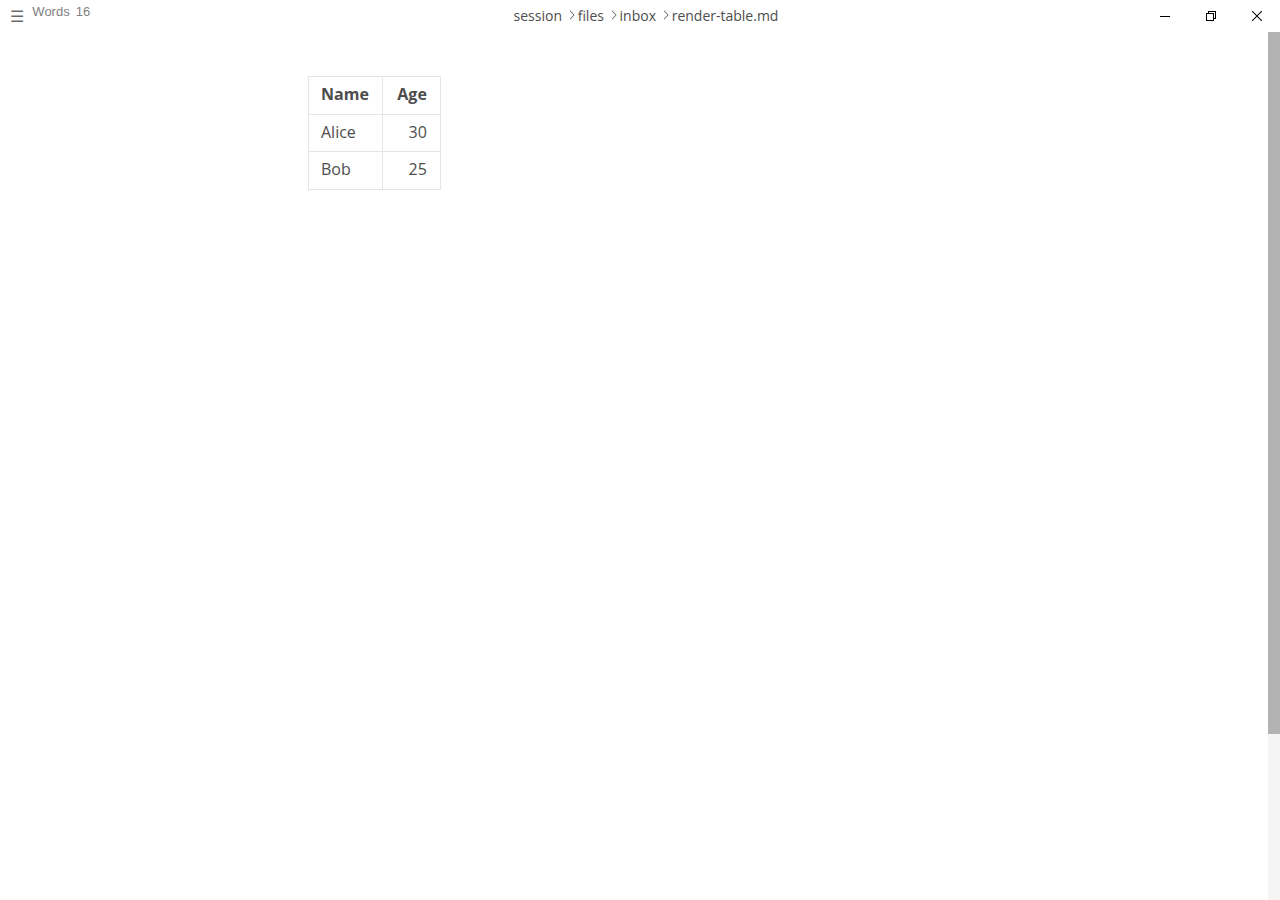 ☰ Words 16 session > files > inbox > render-table.md
Name Age
Alice 30
Bob 25